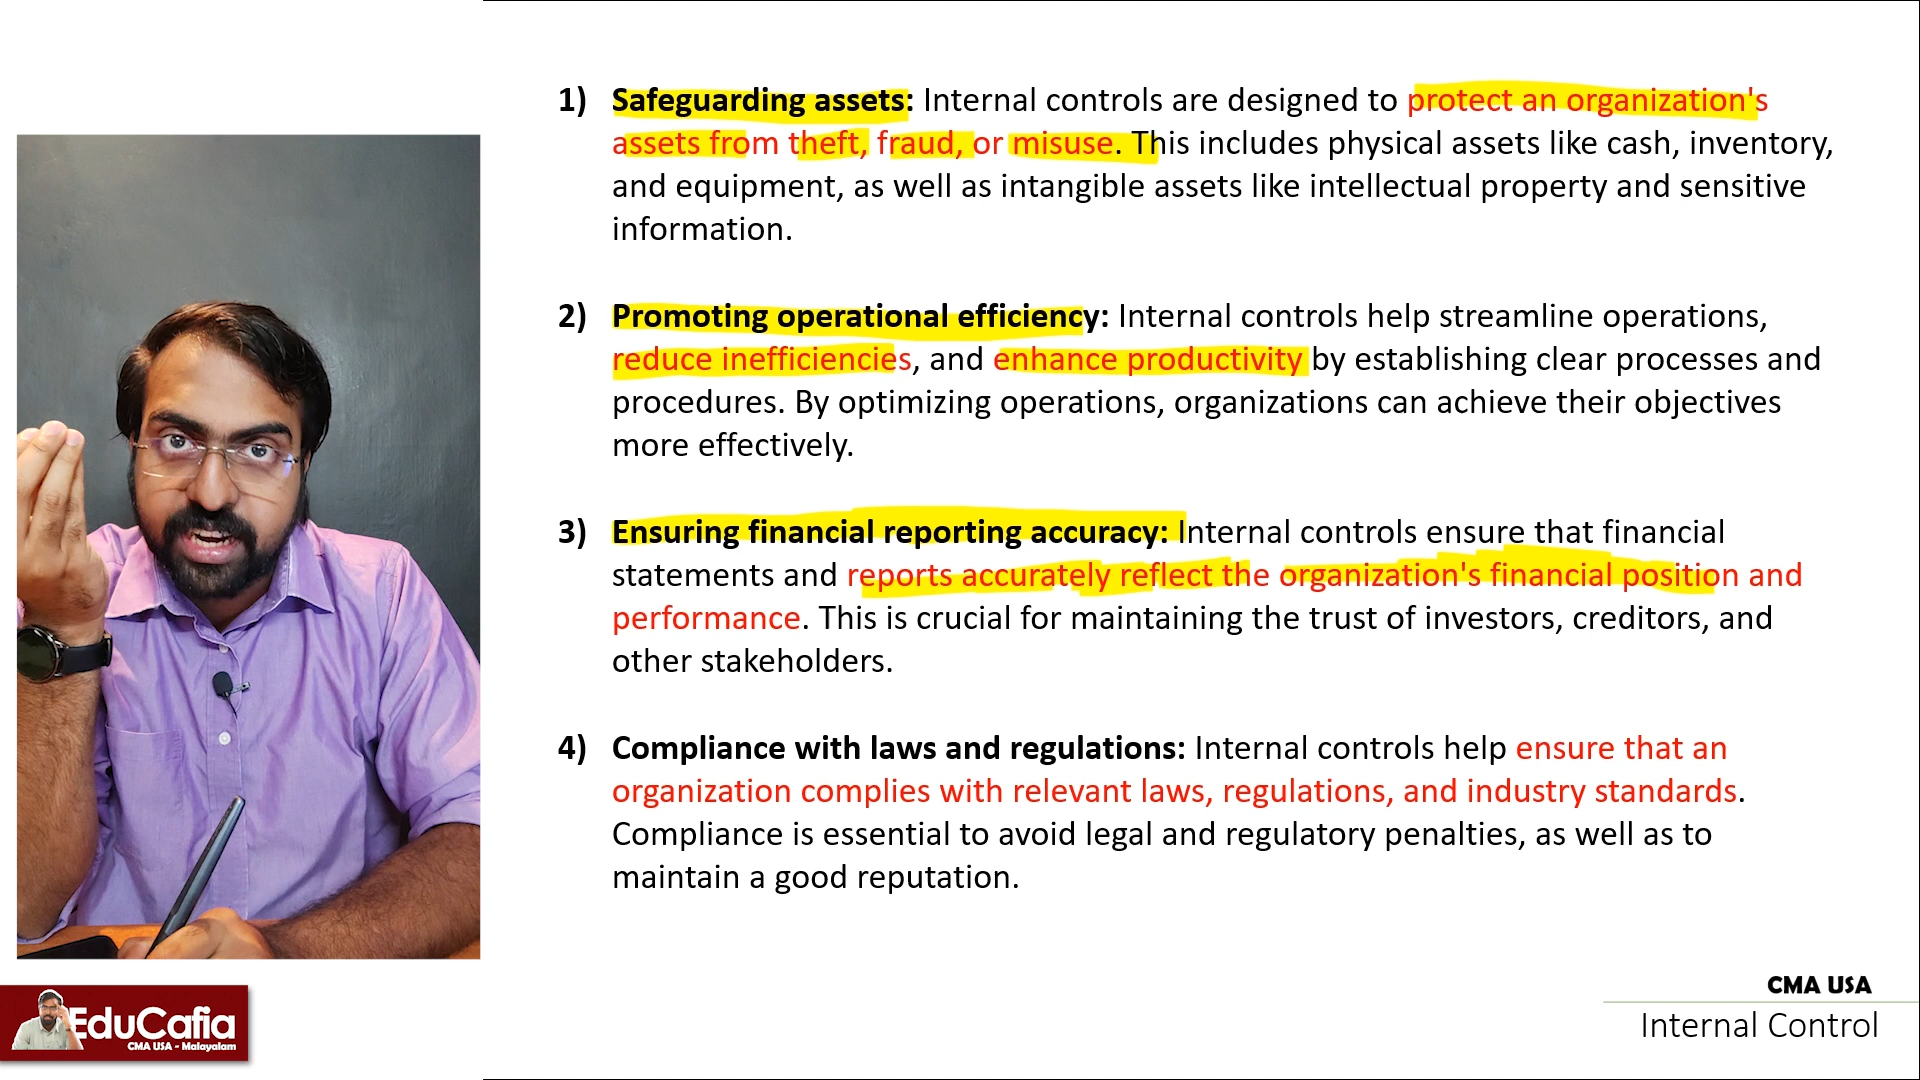 1) Safeguarding assets: Internal controls are designed to protect an organization's
assets from theft, fraud, or misuse. This includes physical assets like cash, inventory,
and equipment, as well as intangible assets like intellectual property and sensitive
information.
2) Promoting operational efficiency: Internal controls help streamline operations,
reduce inefficiencies, and enhance productivity by establishing clear processes and
procedures. By optimizing operations, organizations can achieve their objectives
more effectively.
3) Ensuring financial reporting accuracy: Internal controls ensure that financial
statements and reports accurately reflect the organization's financial position and
performance. This is crucial for maintaining the trust of investors, creditors, and
other stakeholders.
4) Compliance with laws and regulations: Internal controls help ensure that an
organization complies with relevant laws, regulations, and industry standards.
Compliance is essential to avoid legal and regulatory penalties, as well as to
maintain a good reputation.
CMA USA
Internal Control
EduCafia
CMA USA - Malayalam